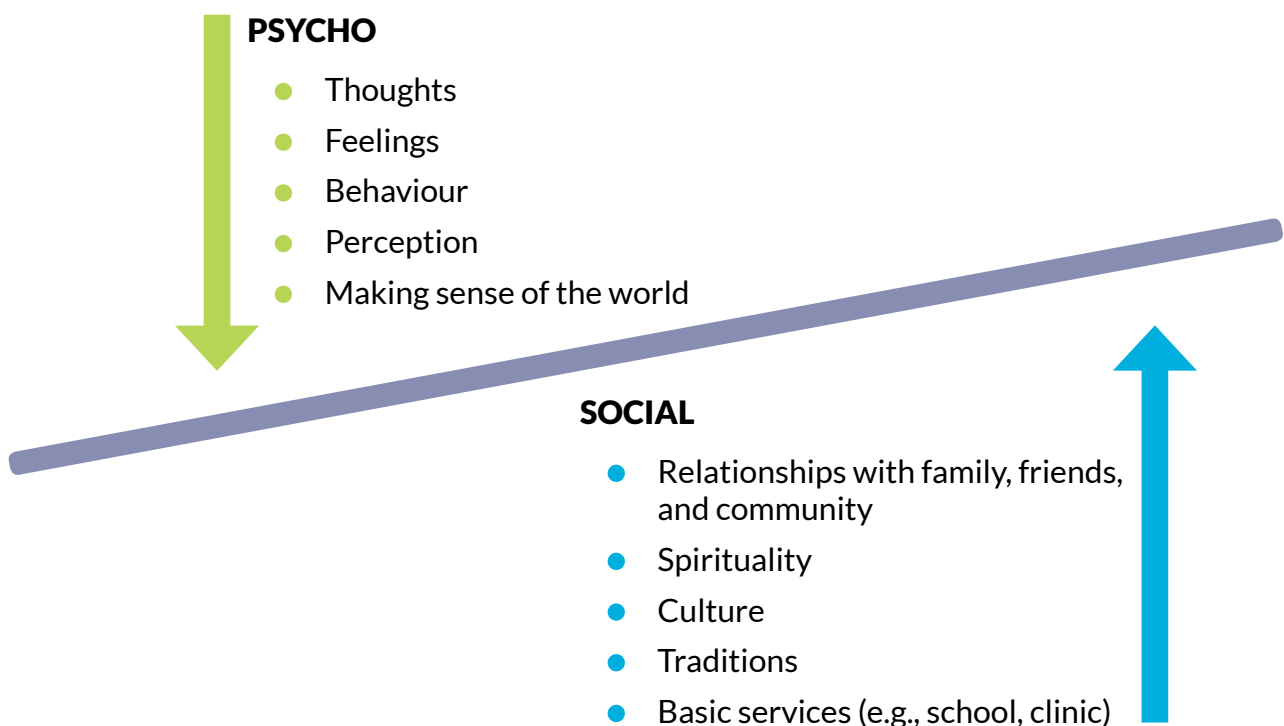 PSYCHO
Thoughts
Feelings
Behaviour
Perception
Making sense of the world
SOCIAL
Relationships with family, friends,
and community
Spirituality
Culture
Traditions
Basic services (e.g., school, clinic)